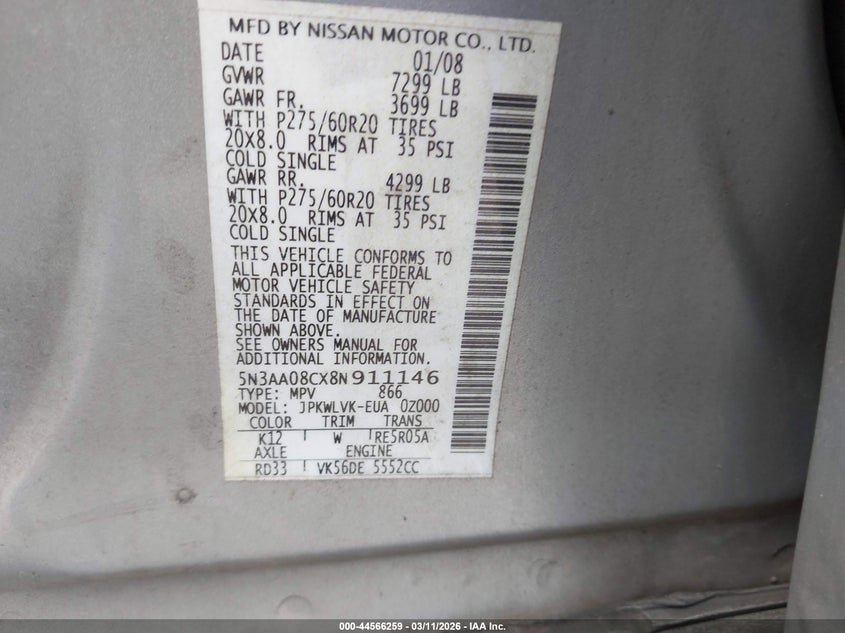 MFD BY NISSAN MOTOR CO., LTD.
DATE 01/08
GVWR 7299 LB
GAWR FR. 3699 LB
WITH P275/60R20 TIRES
20X8.0 RIMS AT 35 PSI
COLD SINGLE
GAWR RR. 4299 LB
WITH P275/60R20 TIRES
20X8.0 RIMS AT 35 PSI
COLD SINGLE
THIS VEHICLE CONFORMS TO
ALL APPLICABLE FEDERAL
MOTOR VEHICLE SAFETY
STANDARDS IN EFFECT ON
THE DATE OF MANUFACTURE
SHOWN ABOVE.
SEE OWNERS MANUAL FOR
ADDITIONAL INFORMATION.
5N3AA08CX8N911146
TYPE: MPV 866
MODEL: JPKWLVK-EUA 0Z000
COLOR TRIM TRANS
K12 W RE5R05A
AXLE ENGINE
RD33 VK56DE 5552CC
000-44566259 - 03/11/2026 - IAA Inc.